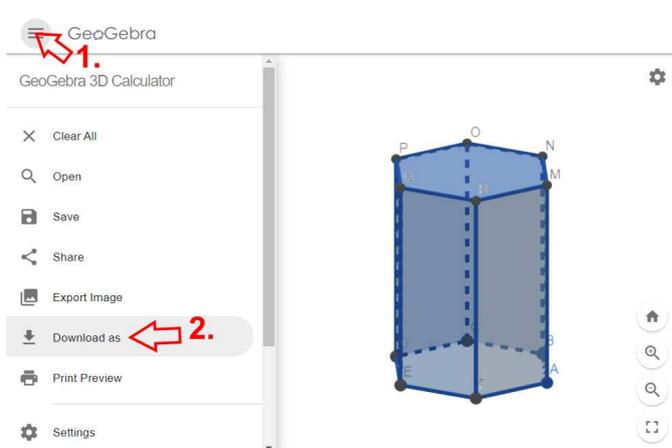 GeoGebra
1.
GeoGebra 3D Calculator
Clear All
Open
Save
Share
Export Image
Download as
2.
Print Preview
Settings
O
P
N
M
H
B
A
E